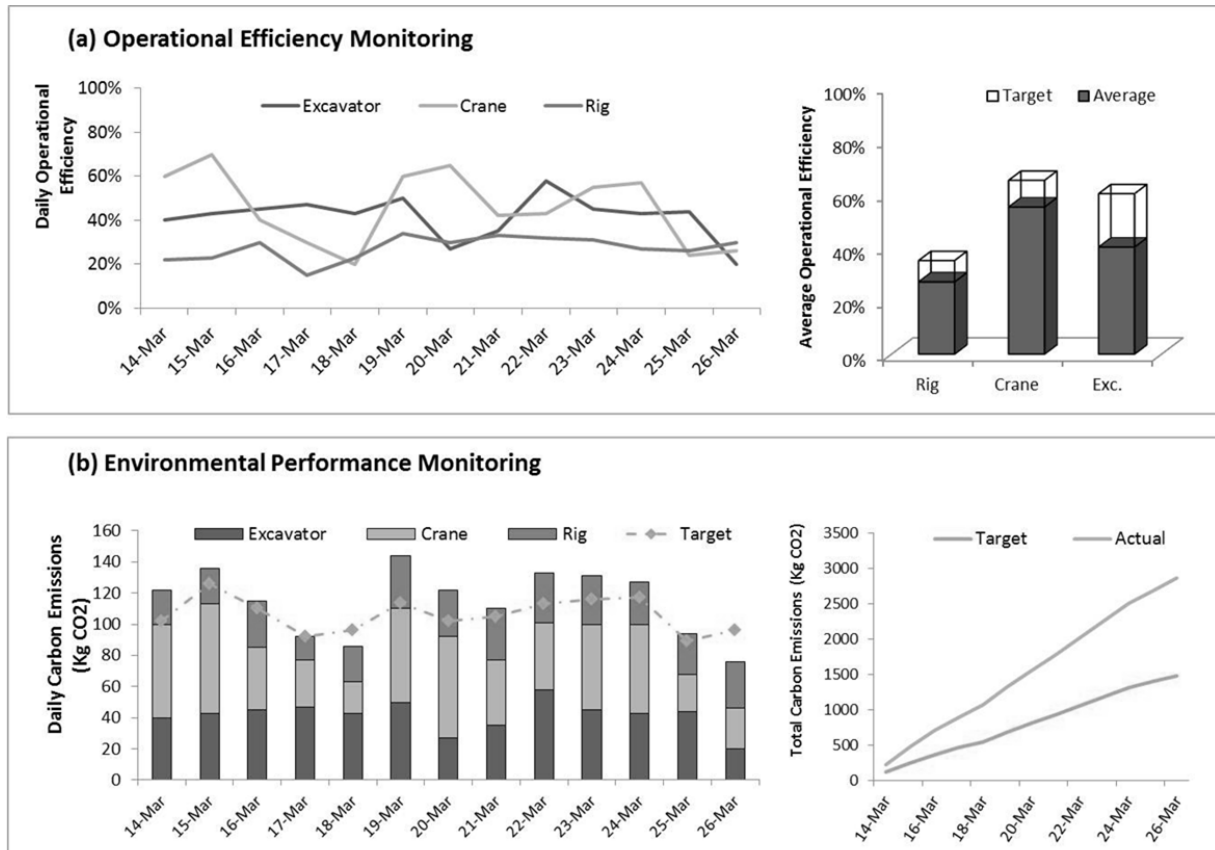 (a) Operational Efficiency Monitoring
Daily Operational
Efficiency
100%
80%
60%
40%
20%
0%
Excavator
Crane
Rig
14-Mar
15-Mar
16-Mar
17-Mar
18-Mar
19-Mar
20-Mar
21-Mar
22-Mar
23-Mar
24-Mar
25-Mar
26-Mar
Average Operational Efficiency
100%
80%
60%
40%
20%
0%
Target
Average
Rig
Crane
Exc.
(b) Environmental Performance Monitoring
Daily Carbon Emissions
(Kg CO2)
160
140
120
100
80
60
40
20
0
Excavator
Crane
Rig
Target
14-Mar
15-Mar
16-Mar
17-Mar
18-Mar
19-Mar
20-Mar
21-Mar
22-Mar
23-Mar
24-Mar
25-Mar
26-Mar
Total Carbon Emissions (Kg CO2)
3500
3000
2500
2000
1500
1000
500
0
Target
Actual
14-Mar
16-Mar
18-Mar
20-Mar
22-Mar
24-Mar
26-Mar